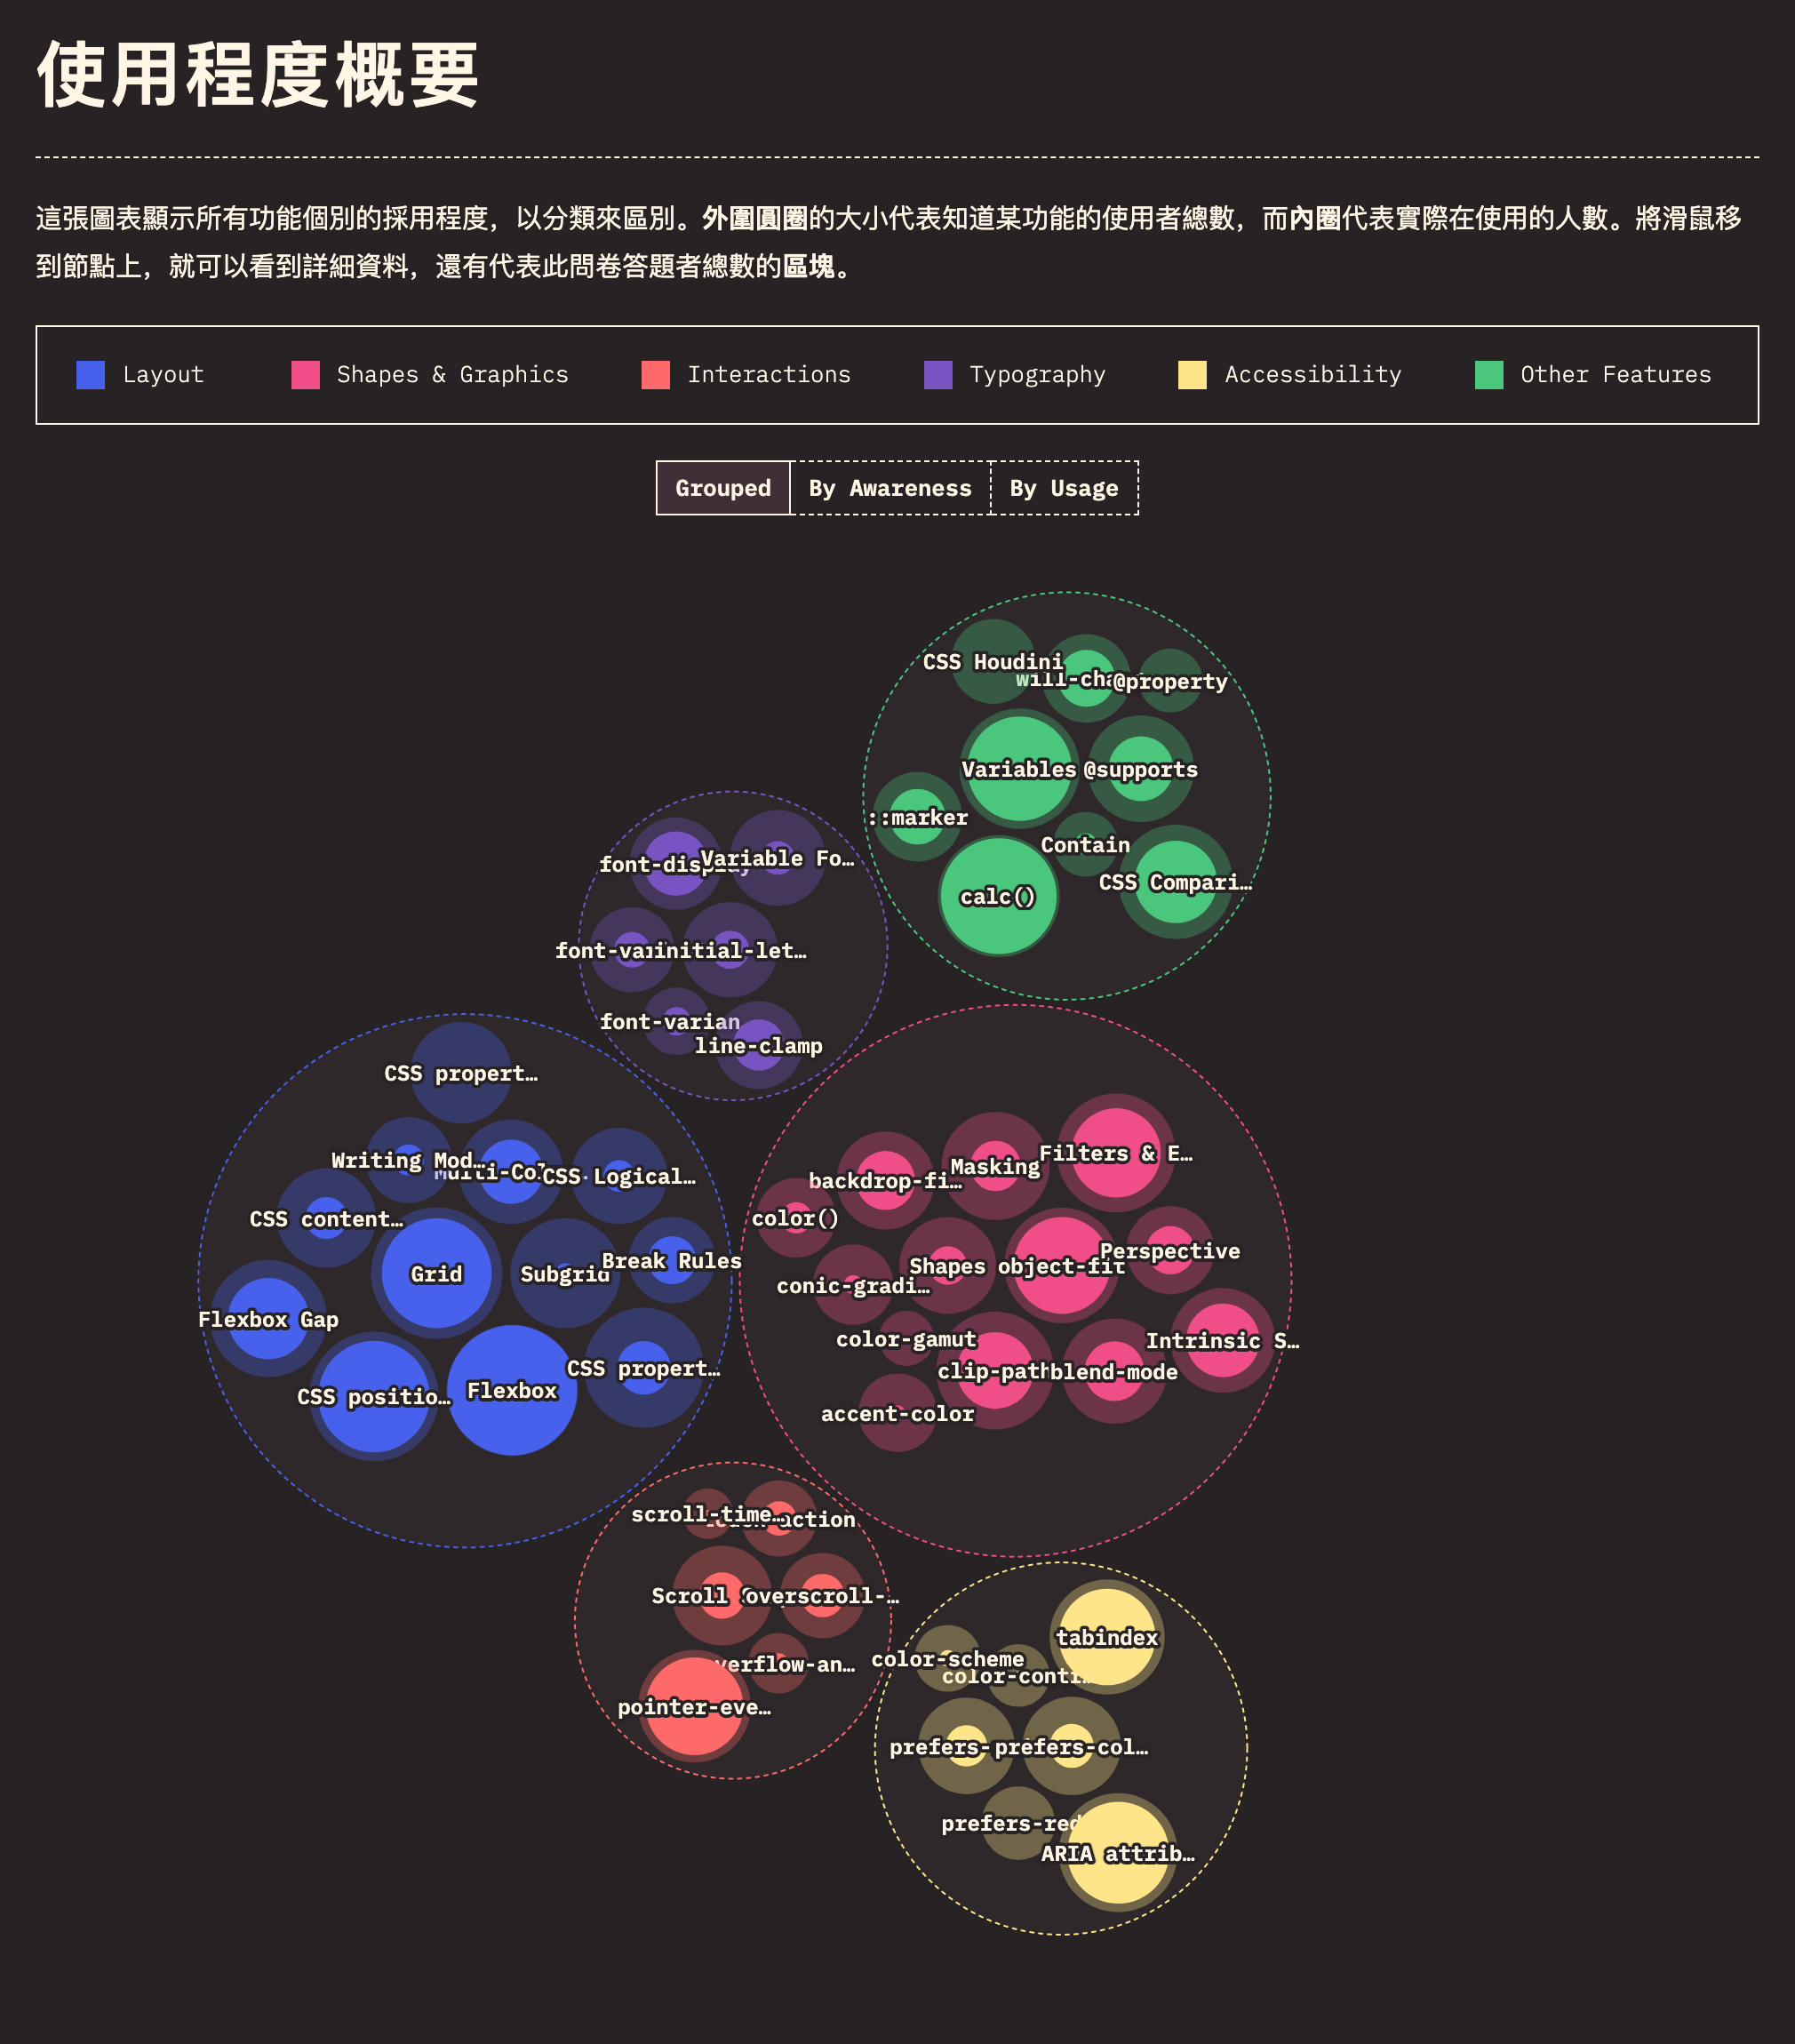 使用程度概要
這張圖表顯示所有功能個別的採用程度，以分類來區別。外圍圓圈的大小代表知道某功能的使用者總數，而內圈代表實際在使用的人數。將滑鼠移
到節點上，就可以看到詳細資料，還有代表此問卷答題者總數的區塊。
Layout
Shapes & Graphics
Interactions
Typography
Accessibility
Other Features
Grouped
By Awareness
By Usage
CSS Houdini
will-cha
@property
Variables
@supports
::marker
Contain
CSS Compari…
calc()
font-display
Variable Fo…
font-var
initial-let…
font-varian
line-clamp
CSS propert…
Writing Mod…
Multi-Col
CSS Logical…
CSS content…
Grid
Subgrid
Break Rules
Flexbox Gap
CSS propert…
CSS positio…
Flexbox
Filters & E…
Masking
backdrop-fi…
color()
Perspective
Shapes
object-fit
conic-gradi…
color-gamut
Intrinsic S…
clip-path
blend-mode
accent-color
scroll-time…
action
Scroll
overscroll-…
verflow-an…
pointer-eve…
tabindex
color-scheme
color-contr…
prefers-
prefers-col…
prefers-red
ARIA attrib…